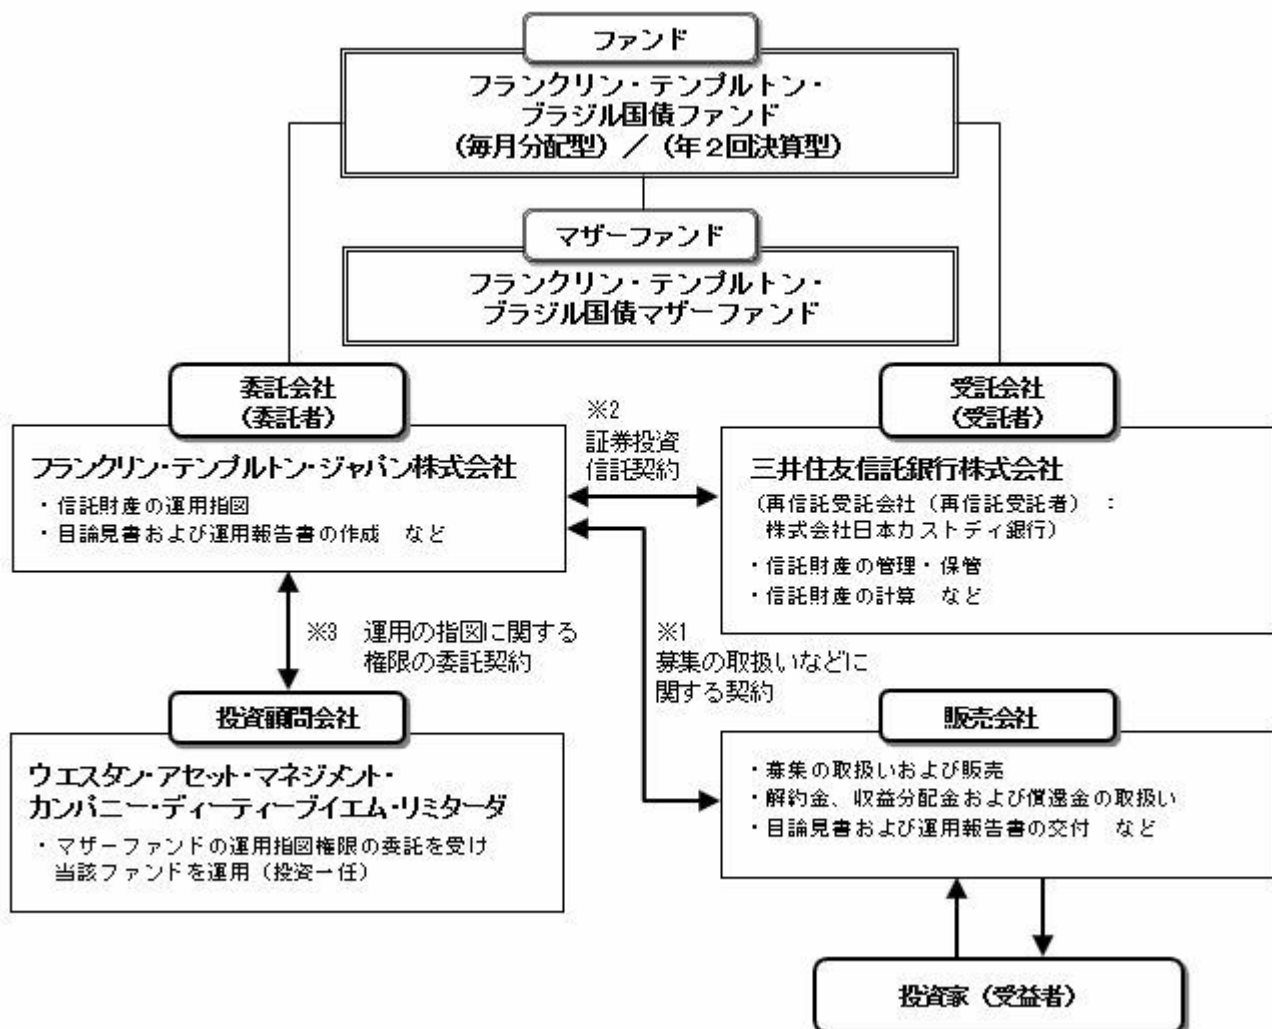 ファンド
フランクリン・テンプルトン・
ブラジル国債ファンド
(毎月分配型)/(年2回決算型)
マザーファンド
フランクリン・テンプルトン・
ブラジル国債マザーファンド
委託会社
(委託者)
フランクリン・テンプルトン・ジャパン株式会社
・信託財産の運用指図
・目論見書および運用報告書の作成 など
※2
証券投資
信託契約
受託会社
(受託者)
三井住友信託銀行株式会社
(再信託受託会社(再信託受託者) :
株式会社日本カストディ銀行)
・信託財産の管理・保管
・信託財産の計算 など
※3 運用の指図に関する
権限の委託契約
※1
募集の取扱いなどに
関する契約
投資顧問会社
ウエスタン・アセット・マネジメント・
カンパニー・ディーティーブイエム・リミターダ
・マザーファンドの運用指図権限の委託を受け
当該ファンドを運用(投資一任)
販売会社
・募集の取扱いおよび販売
・解約金、収益分配金および償還金の取扱い
・目論見書および運用報告書の交付 など
投資家(受益者)